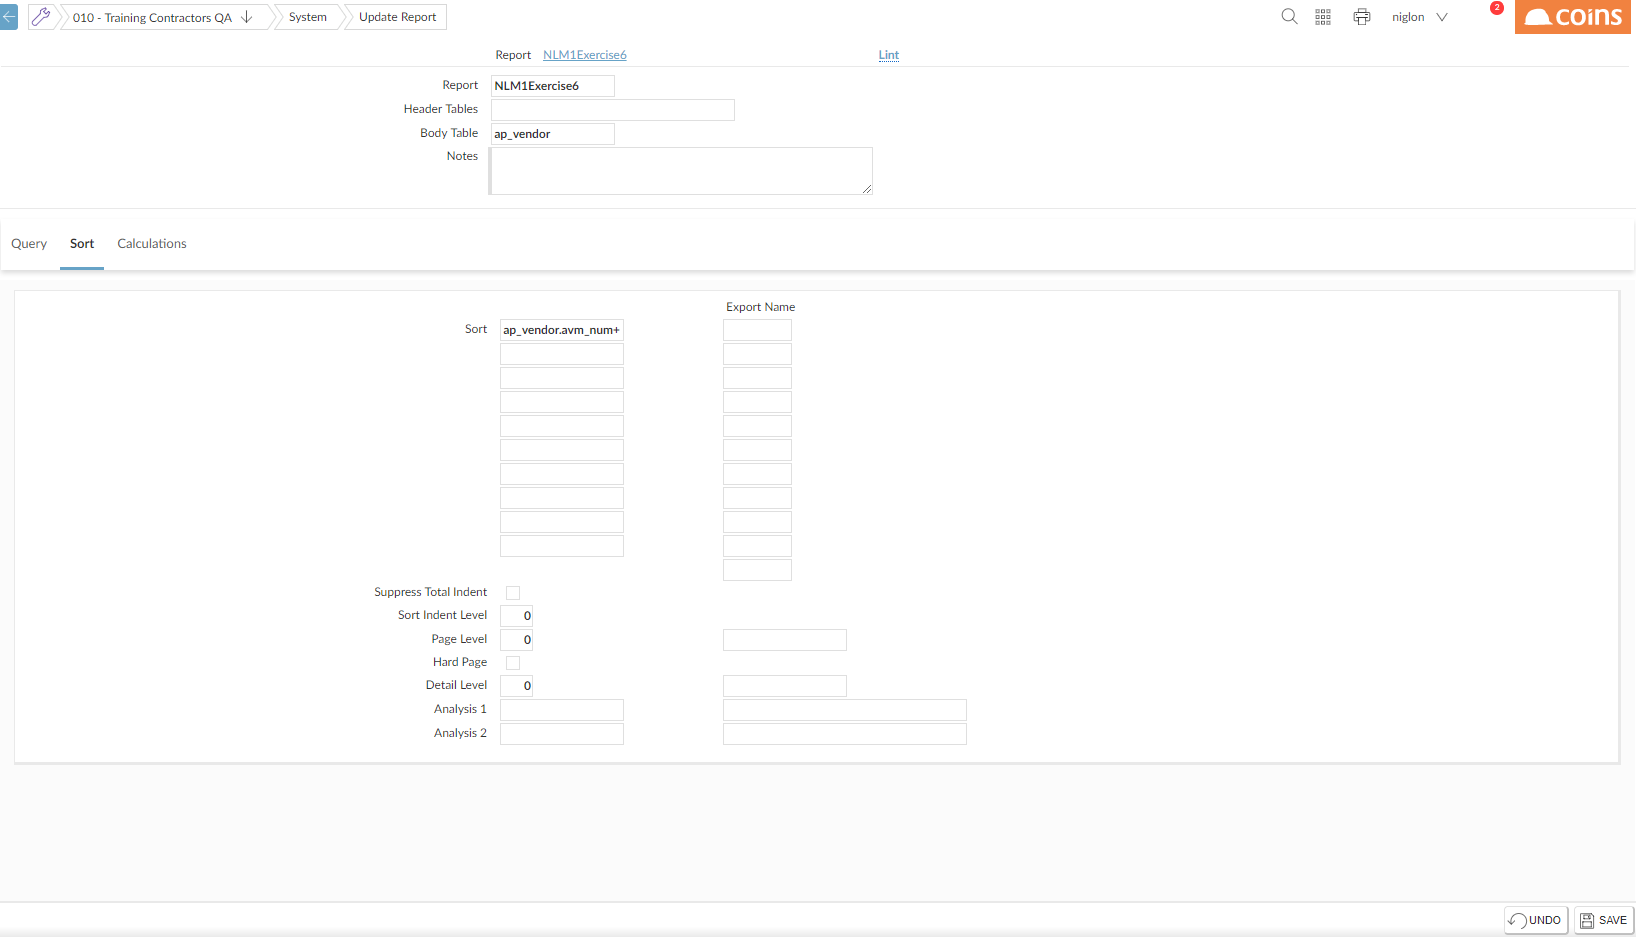 010 - Training Contractors QA
System
Update Report
niglon
2
coins
Report NLM1Exercise6
Lint
Report NLM1Exercise6
Header Tables
Body Table ap_vendor
Notes
Query Sort Calculations
Export Name
Sort ap_vendor.avm_num+
Suppress Total Indent
Sort Indent Level 0
Page Level 0
Hard Page
Detail Level 0
Analysis 1
Analysis 2
UNDO SAVE